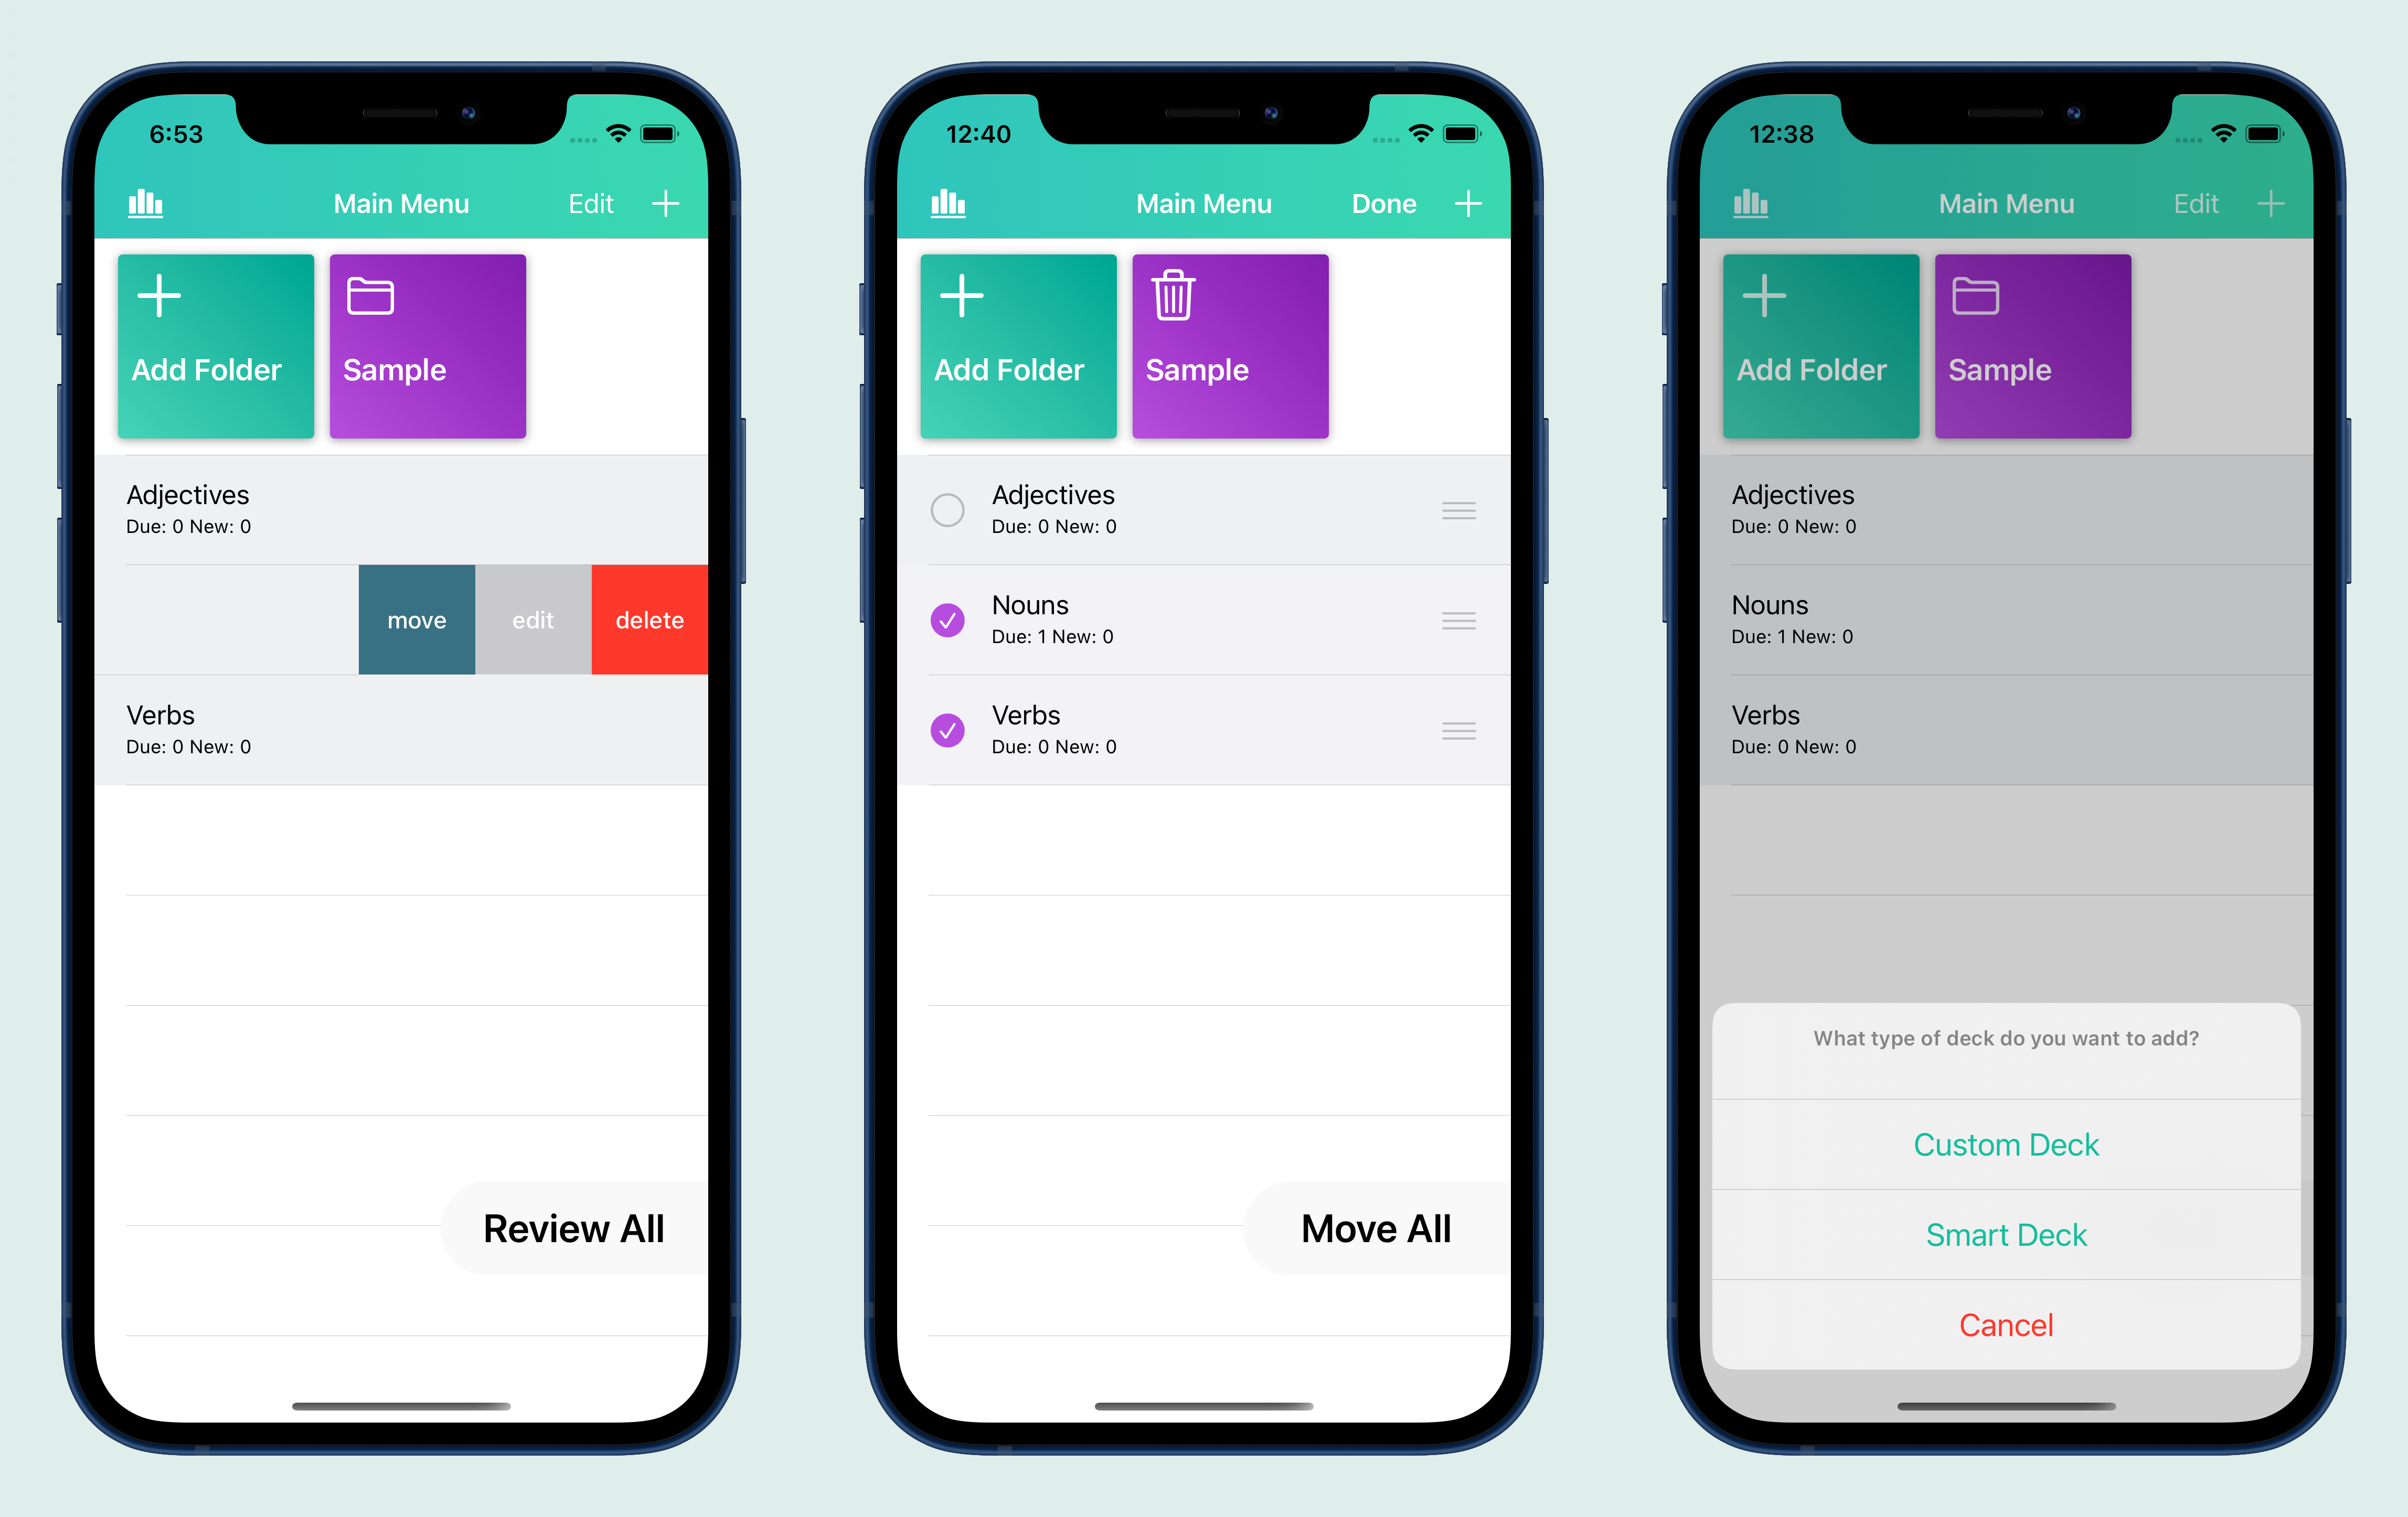 6:53
Main Menu
Edit
Add Folder
Sample
Adjectives
Due: 0 New: 0
move
edit
delete
Verbs
Due: 0 New: 0
Review All
12:40
Main Menu
Done
Add Folder
Sample
Adjectives
Due: 0 New: 0
Nouns
Due: 1 New: 0
Verbs
Due: 0 New: 0
Move All
12:38
Main Menu
Edit
Add Folder
Sample
Adjectives
Due: 0 New: 0
Nouns
Due: 1 New: 0
Verbs
Due: 0 New: 0
What type of deck do you want to add?
Custom Deck
Smart Deck
Cancel